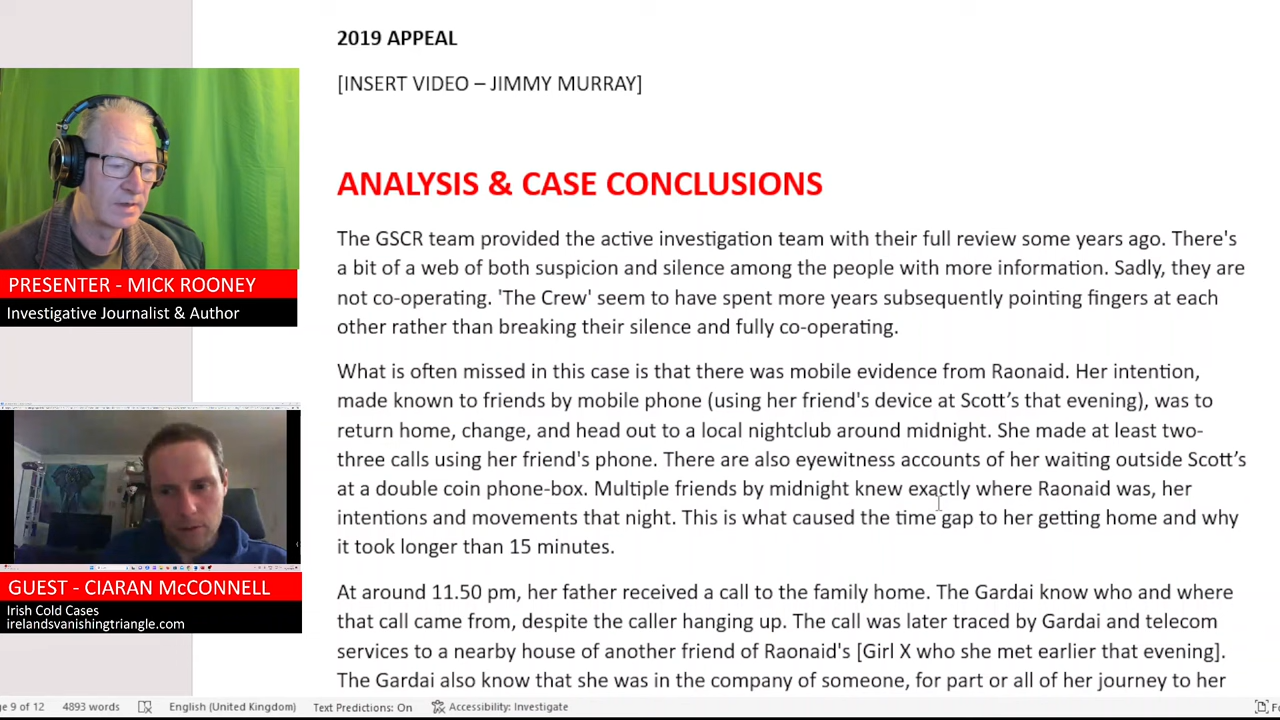 2019 APPEAL
[INSERT VIDEO – JIMMY MURRAY]
ANALYSIS & CASE CONCLUSIONS
The GSCR team provided the active investigation team with their full review some years ago. There's
a bit of a web of both suspicion and silence among the people with more information. Sadly, they are
not co-operating. 'The Crew' seem to have spent more years subsequently pointing fingers at each
other rather than breaking their silence and fully co-operating.
What is often missed in this case is that there was mobile evidence from Raonaid. Her intention,
made known to friends by mobile phone (using her friend's device at Scott’s that evening), was to
return home, change, and head out to a local nightclub around midnight. She made at least two-
three calls using her friend's phone. There are also eyewitness accounts of her waiting outside Scott’s
at a double coin phone-box. Multiple friends by midnight knew exactly where Raonaid was, her
intentions and movements that night. This is what caused the time gap to her getting home and why
it took longer than 15 minutes.
At around 11.50 pm, her father received a call to the family home. The Gardai know who and where
that call came from, despite the caller hanging up. The call was later traced by Gardai and telecom
services to a nearby house of another friend of Raonaid's [Girl X who she met earlier that evening].
The Gardai also know that she was in the company of someone, for part or all of her journey to her
PRESENTER - MICK ROONEY
Investigative Journalist & Author
GUEST - CIARAN McCONNELL
Irish Cold Cases
irelandsvanishingtriangle.com
e 9 of 12
4893 words
English (United Kingdom)
Text Predictions: On
Accessibility: Investigate